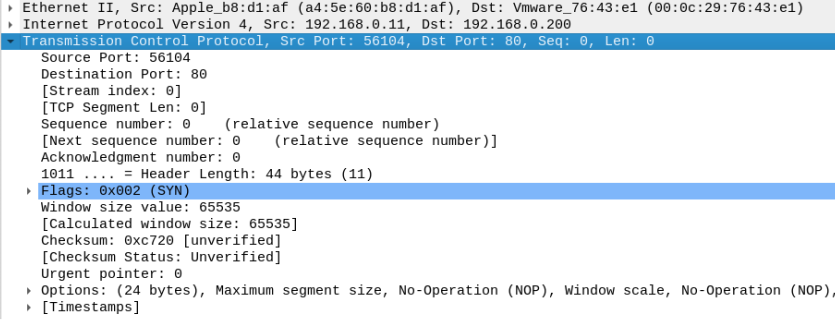 Ethernet II, Src: Apple_b8:d1:af (a4:5e:60:b8:d1:af), Dst: Vmware_76:43:e1 (00:0c:29:76:43:e1)
Internet Protocol Version 4, Src: 192.168.0.11, Dst: 192.168.0.200
Transmission Control Protocol, Src Port: 56104, Dst Port: 80, Seq: 0, Len: 0
Source Port: 56104
Destination Port: 80
[Stream index: 0]
[TCP Segment Len: 0]
Sequence number: 0    (relative sequence number)
[Next sequence number: 0    (relative sequence number)]
Acknowledgment number: 0
1011 .... = Header Length: 44 bytes (11)
Flags: 0x002 (SYN)
Window size value: 65535
[Calculated window size: 65535]
Checksum: 0xc720 [unverified]
[Checksum Status: Unverified]
Urgent pointer: 0
Options: (24 bytes), Maximum segment size, No-Operation (NOP), Window scale, No-Operation (NOP),
[Timestamps]